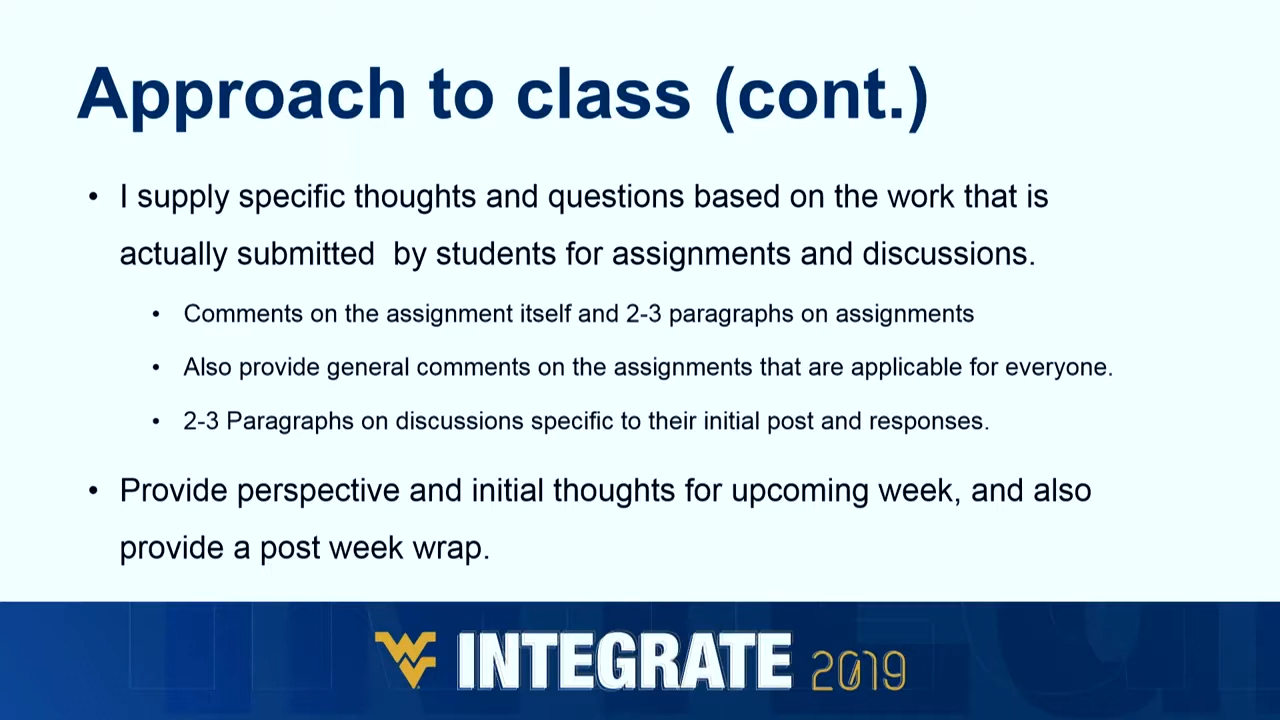 Approach to class (cont.)
• I supply specific thoughts and questions based on the work that is
actually submitted  by students for assignments and discussions.
• Comments on the assignment itself and 2-3 paragraphs on assignments
• Also provide general comments on the assignments that are applicable for everyone.
• 2-3 Paragraphs on discussions specific to their initial post and responses.
• Provide perspective and initial thoughts for upcoming week, and also
provide a post week wrap.
WV INTEGRATE 2019